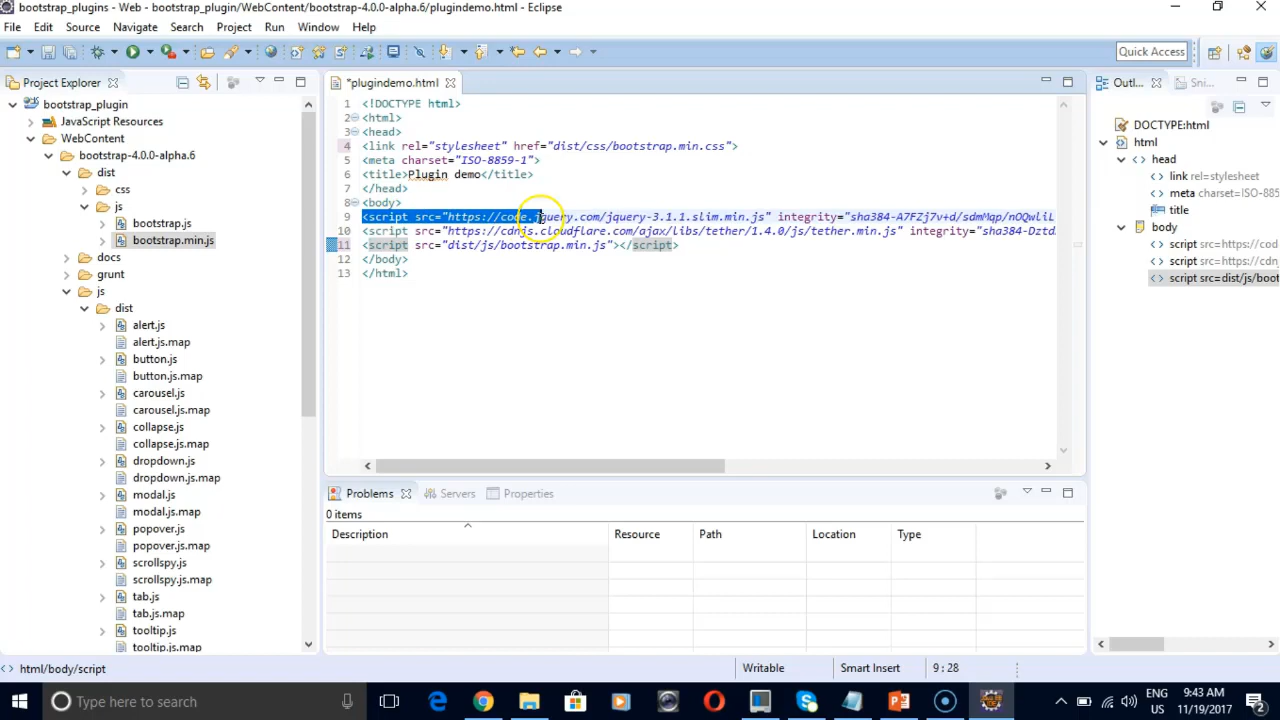 bootstrap_plugins - Web - bootstrap_plugin/WebContent/bootstrap-4.0.0-alpha.6/plugindemo.html - Eclipse
File Edit Source Navigate Search Project Run Window Help
Quick Access
Project Explorer
bootstrap_plugin
JavaScript Resources
WebContent
bootstrap-4.0.0-alpha.6
dist
css
js
bootstrap.js
bootstrap.min.js
docs
grunt
js
dist
alert.js
alert.js.map
button.js
button.js.map
carousel.js
carousel.js.map
collapse.js
collapse.js.map
dropdown.js
dropdown.js.map
modal.js
modal.js.map
popover.js
popover.js.map
scrollspy.js
scrollspy.js.map
tab.js
tab.js.map
tooltip.js
tooltip.js.map
*plugindemo.html
1 <!DOCTYPE html>
2 <html>
3 <head>
4 <link rel="stylesheet" href="dist/css/bootstrap.min.css">
5 <meta charset="ISO-8859-1">
6 <title>Plugin demo</title>
7 </head>
8 <body>
9 <script src="https://code.jquery.com/jquery-3.1.1.slim.min.js" integrity="sha384-A7FZj7v+d/sdmMqp/nOQwliL
10 <script src="https://cdnjs.cloudflare.com/ajax/libs/tether/1.4.0/js/tether.min.js" integrity="sha384-Dztd
11 <script src="dist/js/bootstrap.min.js"></script>
12 </body>
13 </html>
Outl... Sni...
DOCTYPE:html
html
head
link rel=stylesheet
meta charset=ISO-885
title
body
script src=https://cod
script src=https://cdn
script src=dist/js/boot
Problems Servers Properties
0 items
Description Resource Path Location Type
html/body/script Writable Smart Insert 9 : 28
Type here to search
ENG
US
9:43 AM
11/19/2017
2